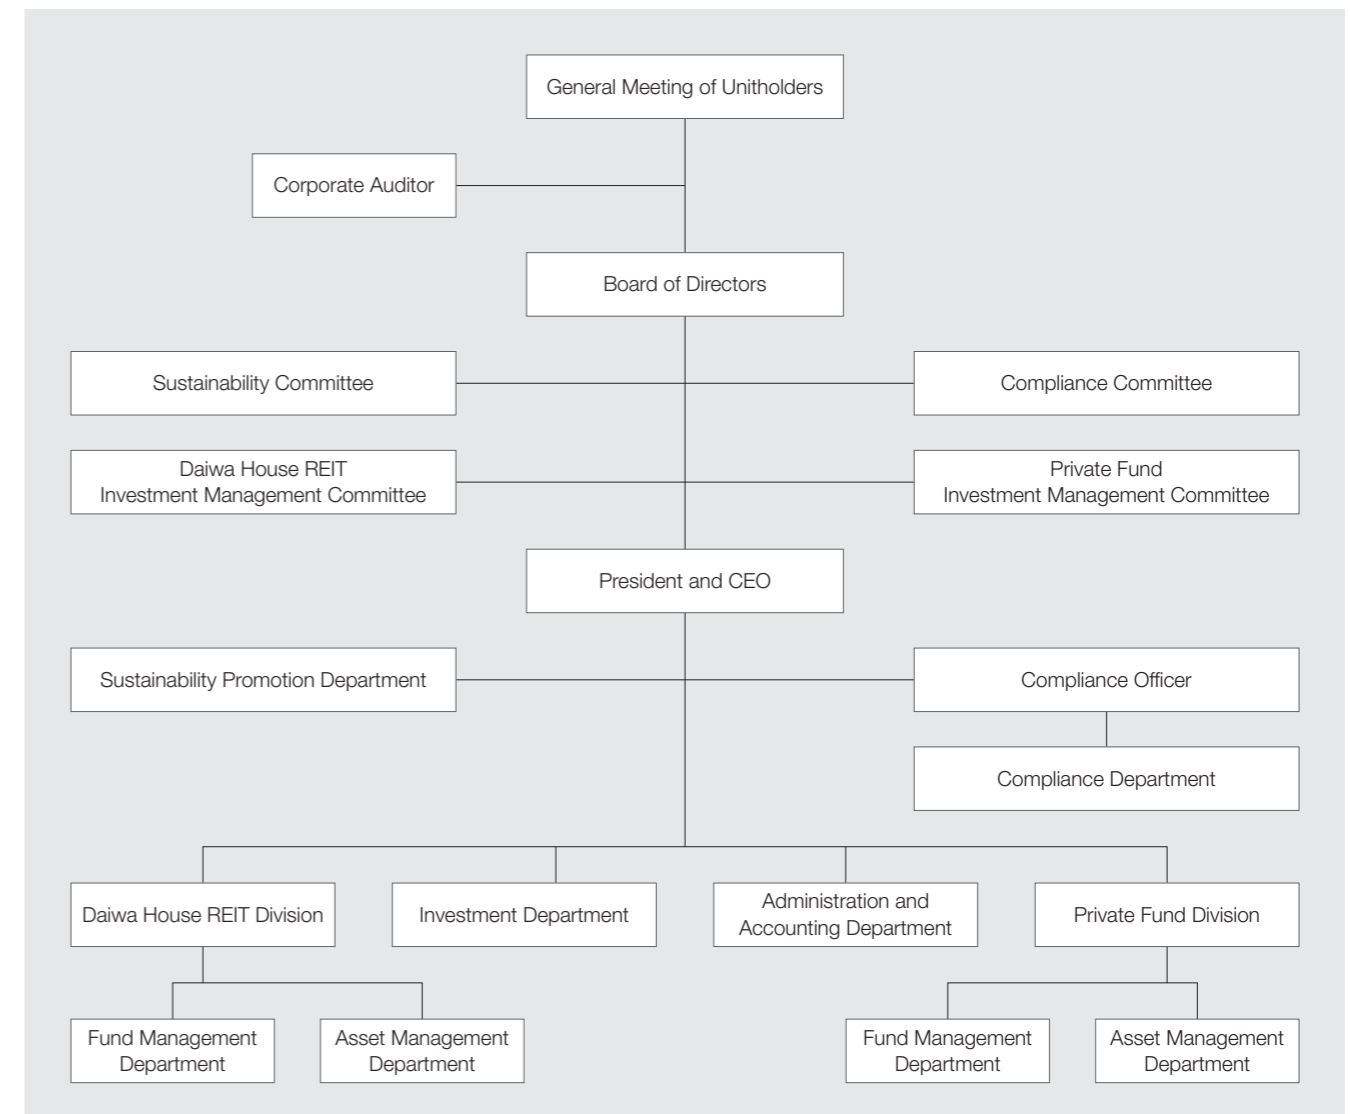 General Meeting of Unitholders
Corporate Auditor
Board of Directors
Sustainability Committee
Compliance Committee
Daiwa House REIT
Investment Management Committee
Private Fund
Investment Management Committee
President and CEO
Sustainability Promotion Department
Compliance Officer
Compliance Department
Daiwa House REIT Division
Investment Department
Administration and
Accounting Department
Private Fund Division
Fund Management
Department
Asset Management
Department
Fund Management
Department
Asset Management
Department